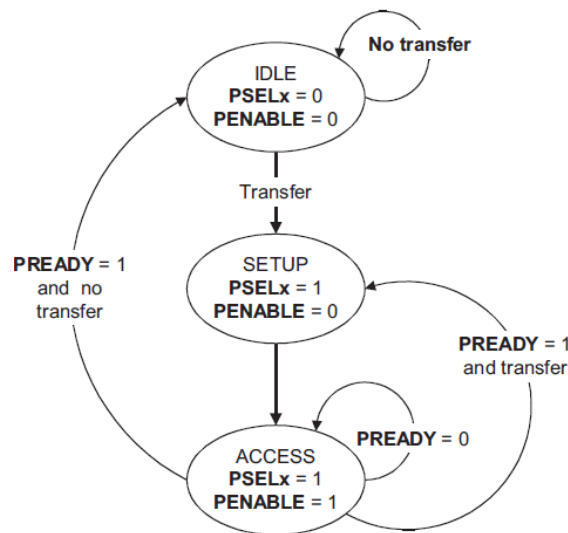 No transfer
IDLE
PSELx = 0
PENABLE = 0
Transfer
PREADY = 1
and no
transfer
SETUP
PSELx = 1
PENABLE = 0
PREADY = 1
and transfer
PREADY = 0
ACCESS
PSELx = 1
PENABLE = 1